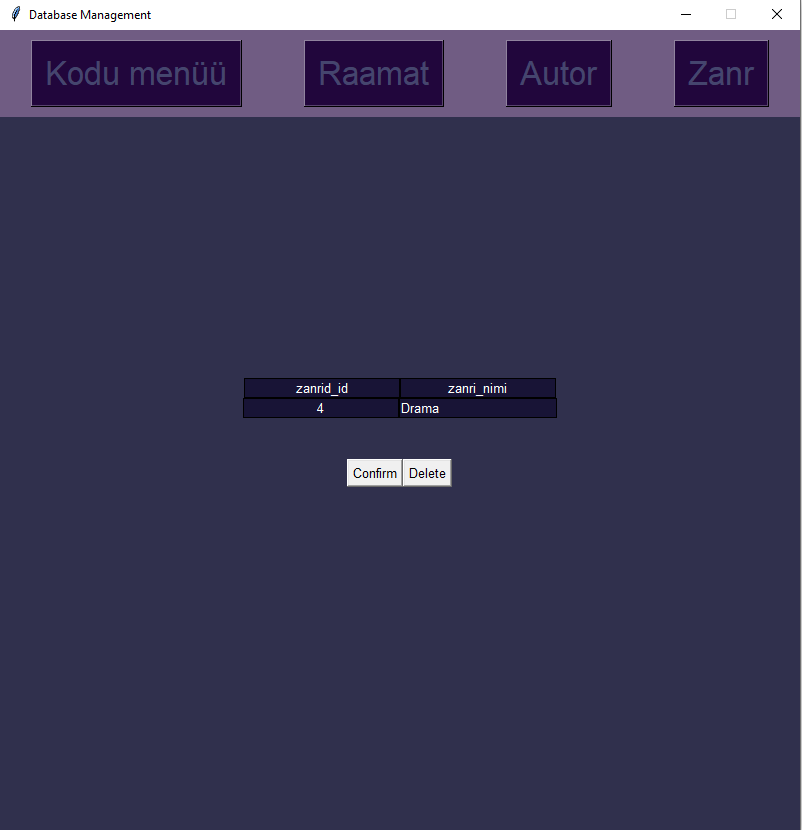 Database Management
Kodu menüü Raamat Autor Zanr
zanrid_id zanri_nimi
4 Drama
Confirm Delete